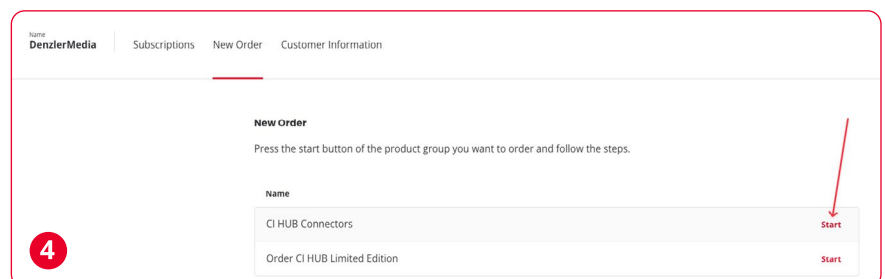 Name
DenzlerMedia Subscriptions New Order Customer Information
New Order
Press the start button of the product group you want to order and follow the steps.
Name
CI HUB Connectors Start
Order CI HUB Limited Edition Start
4